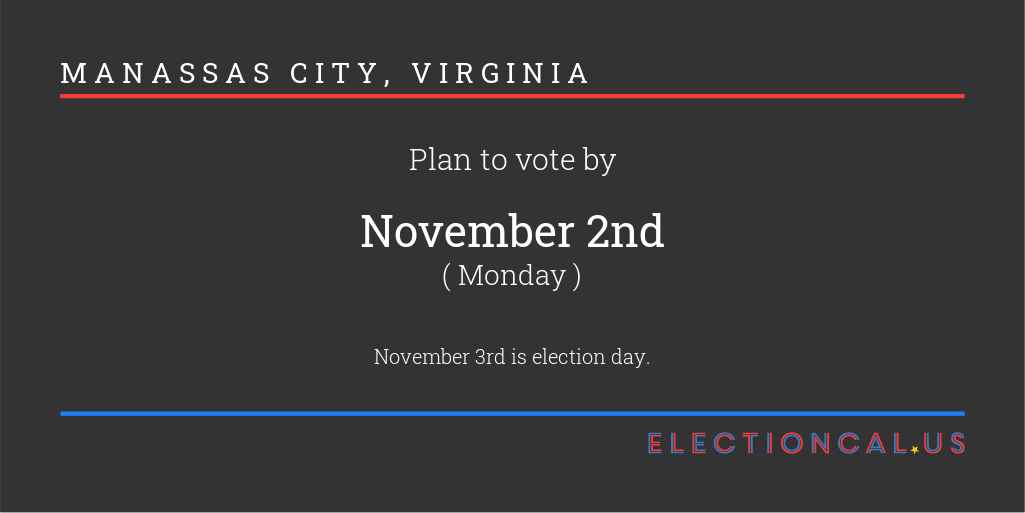 MANASSAS CITY, VIRGINIA
Plan to vote by
November 2nd
( Monday )
November 3rd is election day.
ELECTIONCAL.US